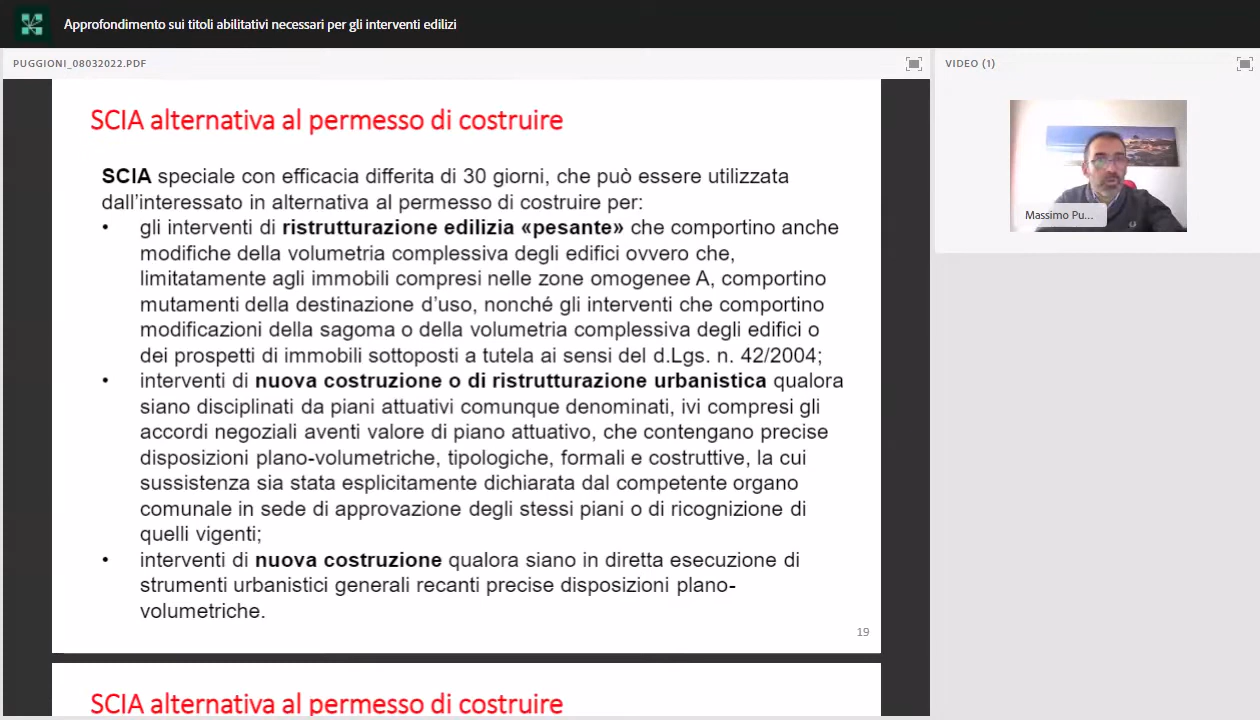 Approfondimento sui titoli abilitativi necessari per gli interventi edilizi
PUGGIONI_08032022.PDF
VIDEO (1)
SCIA alternativa al permesso di costruire
SCIA speciale con efficacia differita di 30 giorni, che può essere utilizzata
dall'interessato in alternativa al permesso di costruire per:
• gli interventi di ristrutturazione edilizia «pesante» che comportino anche
modifiche della volumetria complessiva degli edifici ovvero che,
limitatamente agli immobili compresi nelle zone omogenee A, comportino
mutamenti della destinazione d'uso, nonché gli interventi che comportino
modificazioni della sagoma o della volumetria complessiva degli edifici o
dei prospetti di immobili sottoposti a tutela ai sensi del d.Lgs. n. 42/2004;
• interventi di nuova costruzione o di ristrutturazione urbanistica qualora
siano disciplinati da piani attuativi comunque denominati, ivi compresi gli
accordi negoziali aventi valore di piano attuativo, che contengano precise
disposizioni plano-volumetriche, tipologiche, formali e costruttive, la cui
sussistenza sia stata esplicitamente dichiarata dal competente organo
comunale in sede di approvazione degli stessi piani o di ricognizione di
quelli vigenti;
• interventi di nuova costruzione qualora siano in diretta esecuzione di
strumenti urbanistici generali recanti precise disposizioni plano-
volumetriche.
19
SCIA alternativa al permesso di costruire
Massimo Pu...